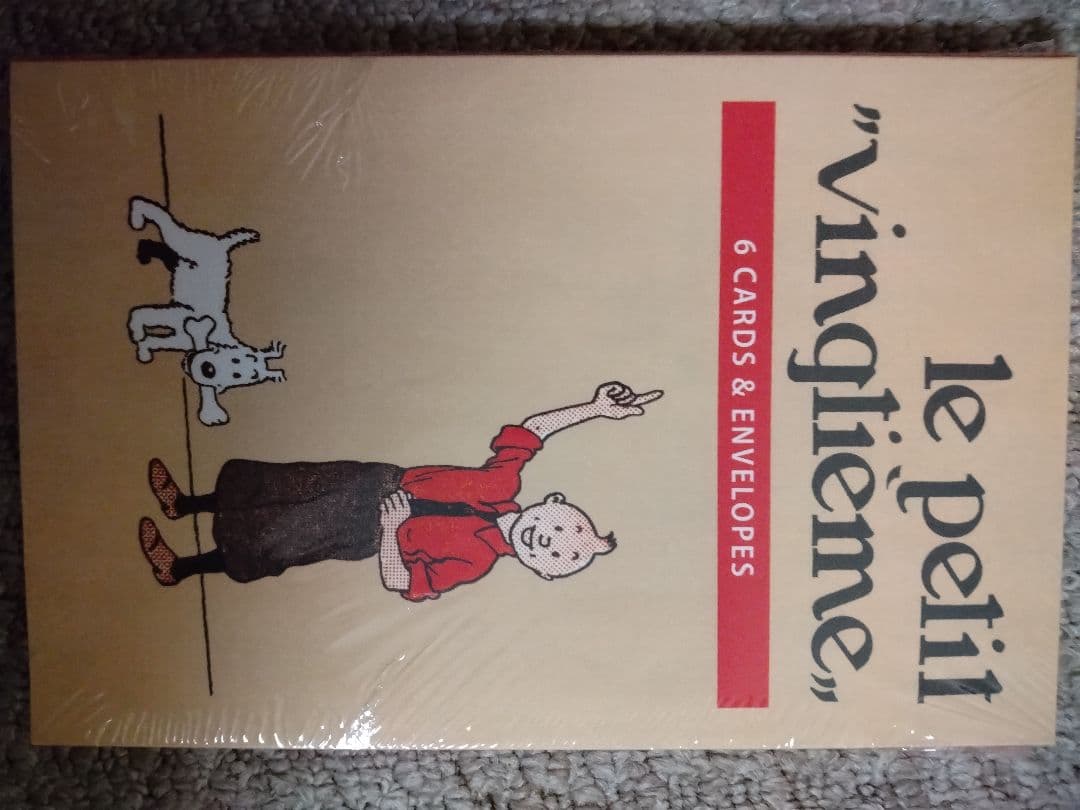 le petit
"vingtième"
6 CARDS & ENVELOPES